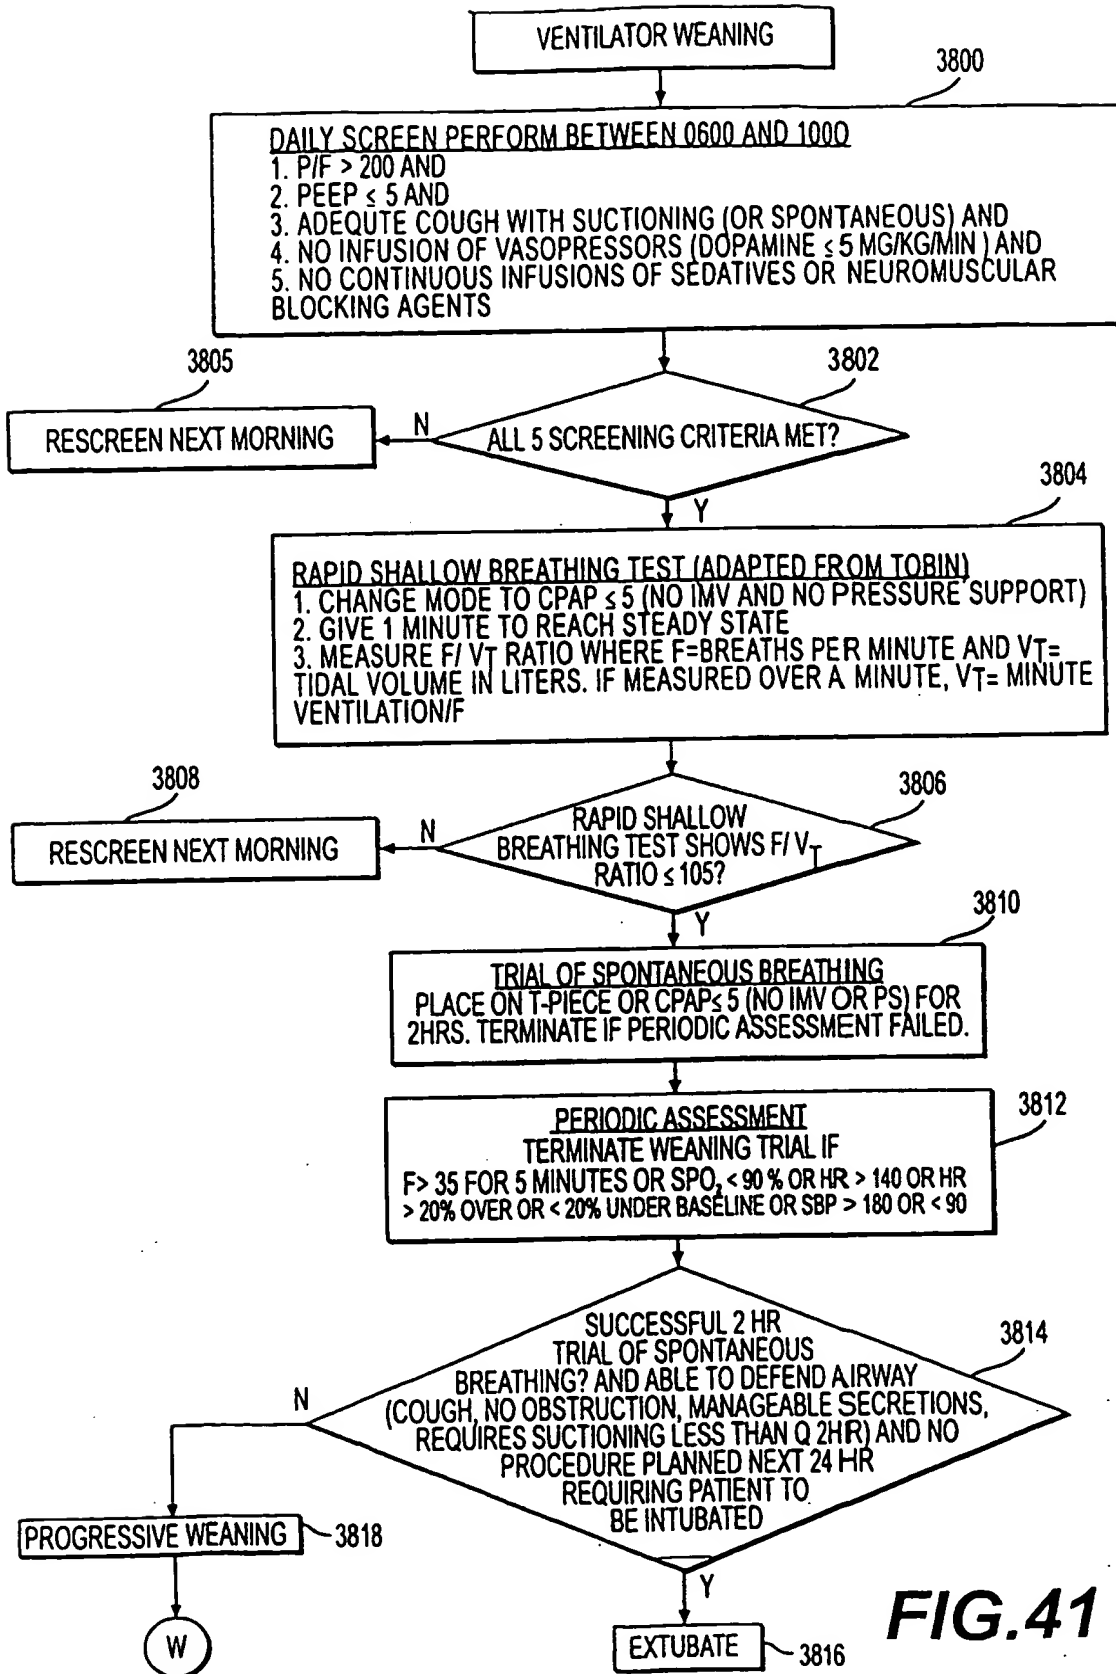 VENTILATOR WEANING
3800
DAILY SCREEN PERFORM BETWEEN 0600 AND 1000
1. P/F > 200 AND
2. PEEP ≤ 5 AND
3. ADEQUTE COUGH WITH SUCTIONING (OR SPONTANEOUS) AND
4. NO INFUSION OF VASOPRESSORS (DOPAMINE ≤ 5 MG/KG/MIN ) AND
5. NO CONTINUOUS INFUSIONS OF SEDATIVES OR NEUROMUSCULAR
BLOCKING AGENTS
3805
3802
RESCREEN NEXT MORNING
N
ALL 5 SCREENING CRITERIA MET?
Y
3804
RAPID SHALLOW BREATHING TEST (ADAPTED FROM TOBIN)
1. CHANGE MODE TO CPAP ≤ 5 (NO IMV AND NO PRESSURE SUPPORT)
2. GIVE 1 MINUTE TO REACH STEADY STATE
3. MEASURE F/ VT RATIO WHERE F=BREATHS PER MINUTE AND VT=
TIDAL VOLUME IN LITERS. IF MEASURED OVER A MINUTE, VT= MINUTE
VENTILATION/F
3808
3806
RESCREEN NEXT MORNING
N
RAPID SHALLOW
BREATHING TEST SHOWS F/ VT
RATIO ≤ 105?
Y
3810
TRIAL OF SPONTANEOUS BREATHING
PLACE ON T-PIECE OR CPAP≤ 5 (NO IMV OR PS) FOR
2HRS. TERMINATE IF PERIODIC ASSESSMENT FAILED.
3812
PERIODIC ASSESSMENT
TERMINATE WEANING TRIAL IF
F> 35 FOR 5 MINUTES OR SPO2 < 90 % OR HR > 140 OR HR
> 20% OVER OR < 20% UNDER BASELINE OR SBP > 180 OR < 90
3814
SUCCESSFUL 2 HR
TRIAL OF SPONTANEOUS
BREATHING? AND ABLE TO DEFEND AIRWAY
(COUGH, NO OBSTRUCTION, MANAGEABLE SECRETIONS,
REQUIRES SUCTIONING LESS THAN Q 2HR) AND NO
PROCEDURE PLANNED NEXT 24 HR
REQUIRING PATIENT TO
BE INTUBATED
N
PROGRESSIVE WEANING
3818
Y
W
EXTUBATE
3816
FIG.41